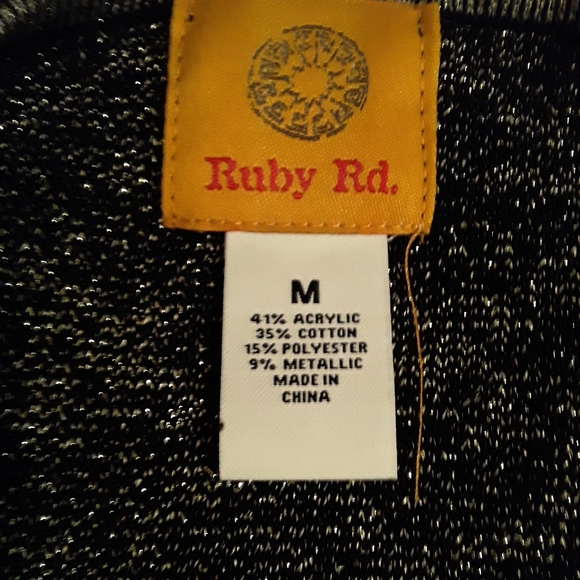 Ruby Rd.
M
41% ACRYLIC
35% COTTON
15% POLYESTER
9% METALLIC
MADE IN
CHINA